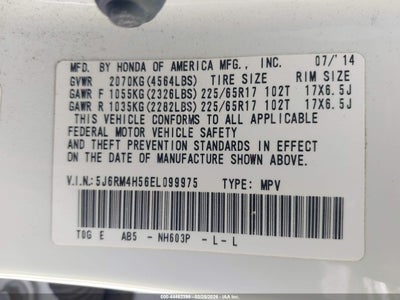 MFD. BY HONDA OF AMERICA MFG., INC. 07/'14
GVWR 2070KG(4564LBS) TIRE SIZE RIM SIZE
GAWR F 1055KG(2326LBS) 225/65R17 102T 17X6.5J
GAWR R 1035KG(2282LBS) 225/65R17 102T 17X6.5J
THIS VEHICLE CONFORMS TO ALL APPLICABLE
FEDERAL MOTOR VEHICLE SAFETY
AND THEFT PREVENTION STANDARDS IN EFFECT ON
THE DATE OF MANUFACTURE SHOWN ABOVE.
V.I.N.: 5J6RM4H56EL099975 TYPE: MPV
T0G E AB5 - NH603P - L - L